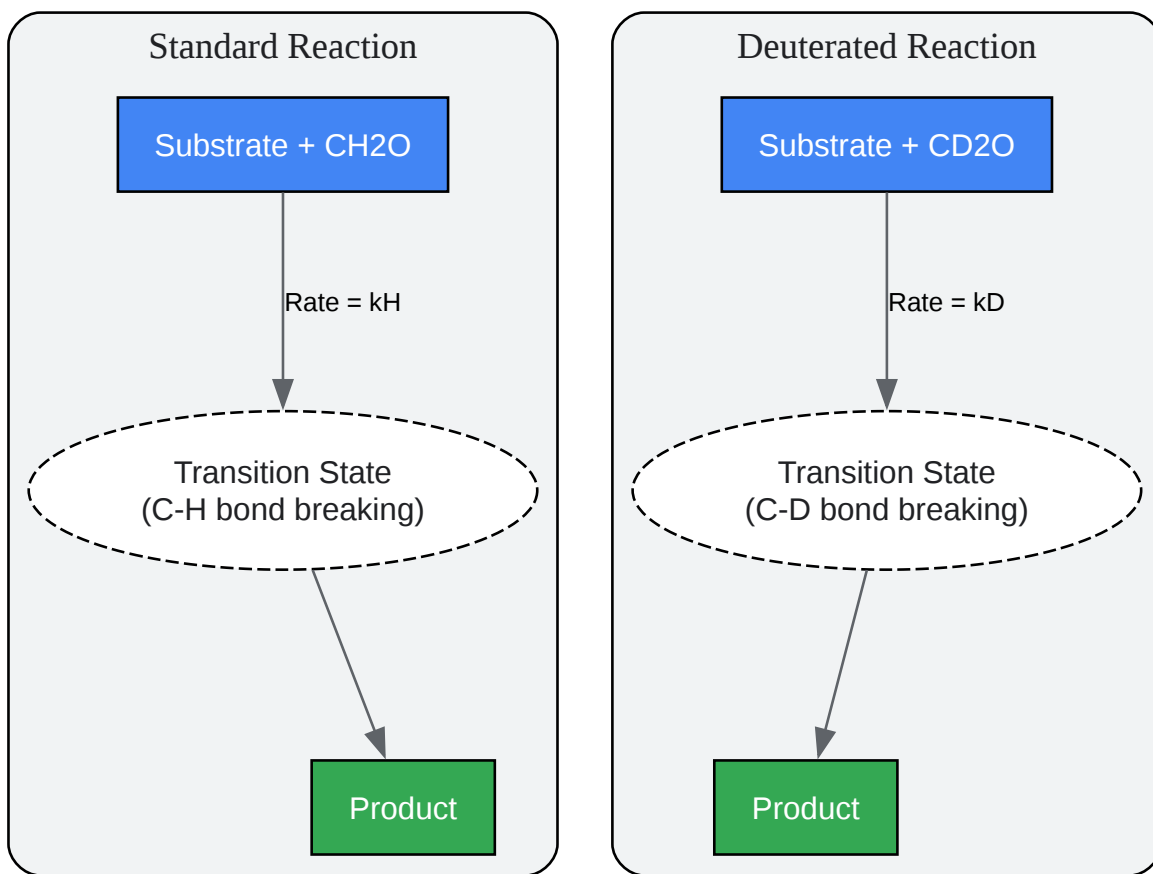 Standard Reaction
Substrate + CH2O
Rate = kH
Transition State
(C-H bond breaking)
Product
Deuterated Reaction
Substrate + CD2O
Rate = kD
Transition State
(C-D bond breaking)
Product